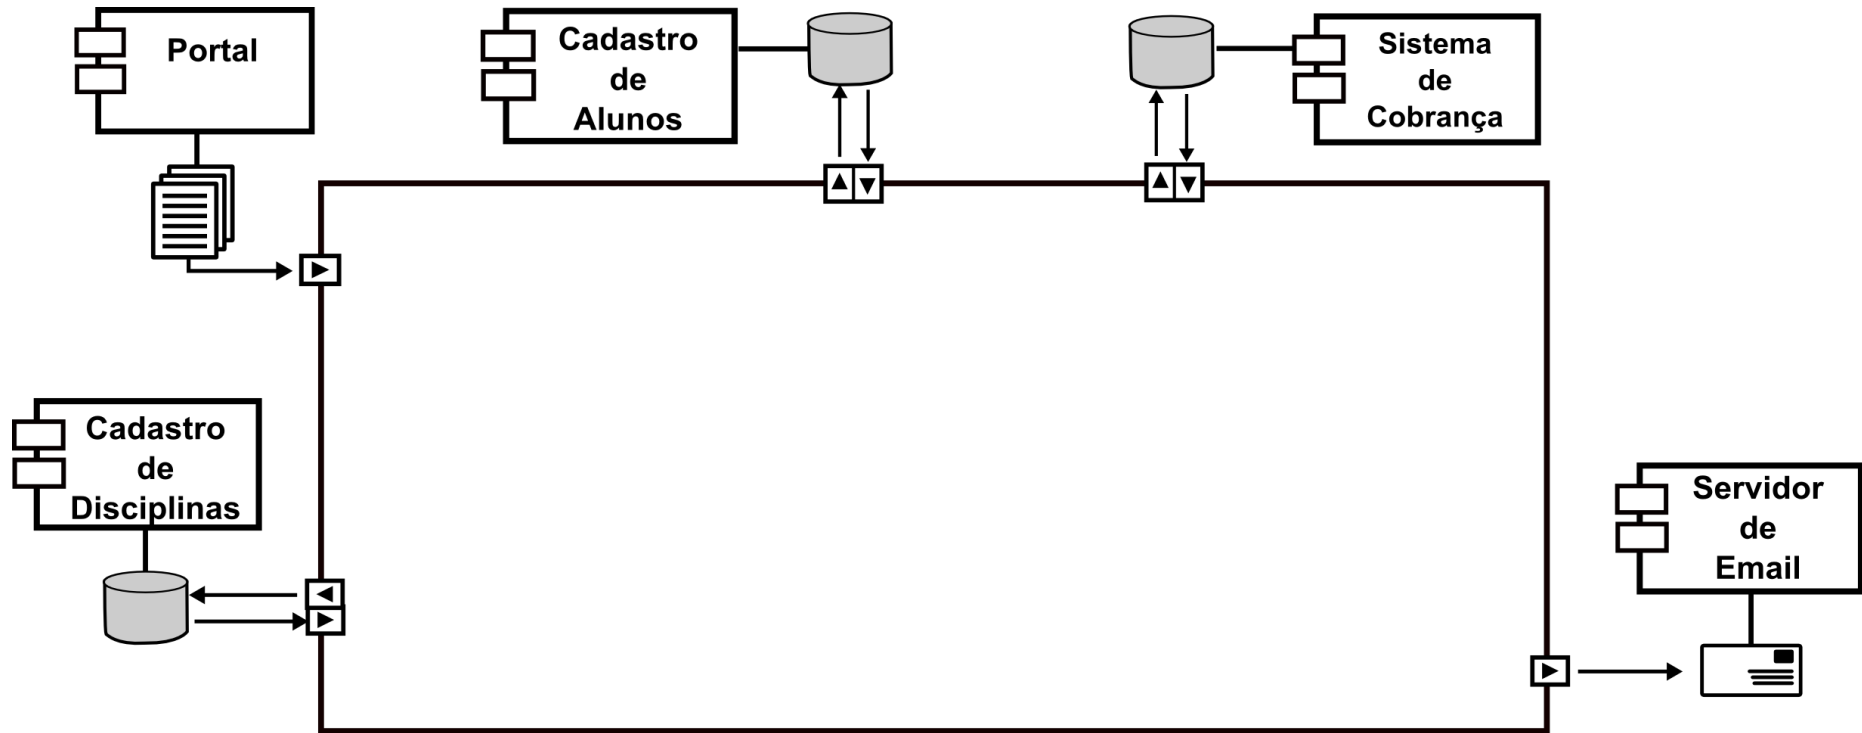 Portal
Cadastro
de
Alunos
Sistema
de
Cobrança
Cadastro
de
Disciplinas
Servidor
de
Email